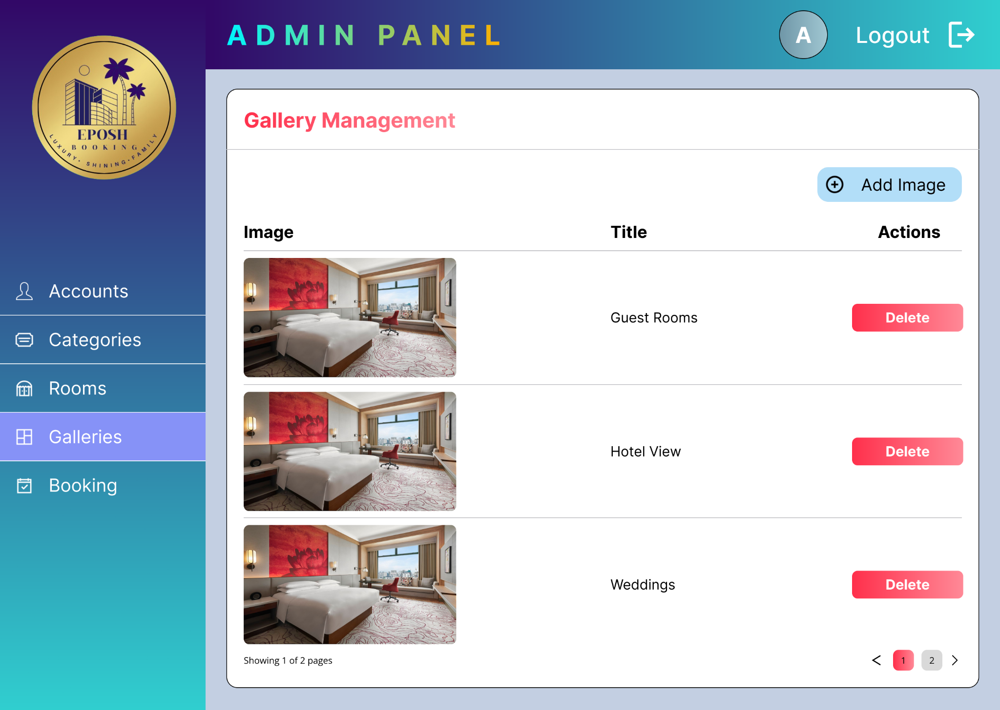 EPOSH
BOOKING
LUXURY · SHINING · FAMILY
ADMIN PANEL
A
Logout
Accounts
Categories
Rooms
Galleries
Booking
Gallery Management
Add Image
Image Title Actions
Guest Rooms Delete
Hotel View Delete
Weddings Delete
Showing 1 of 2 pages
< 1 2 >